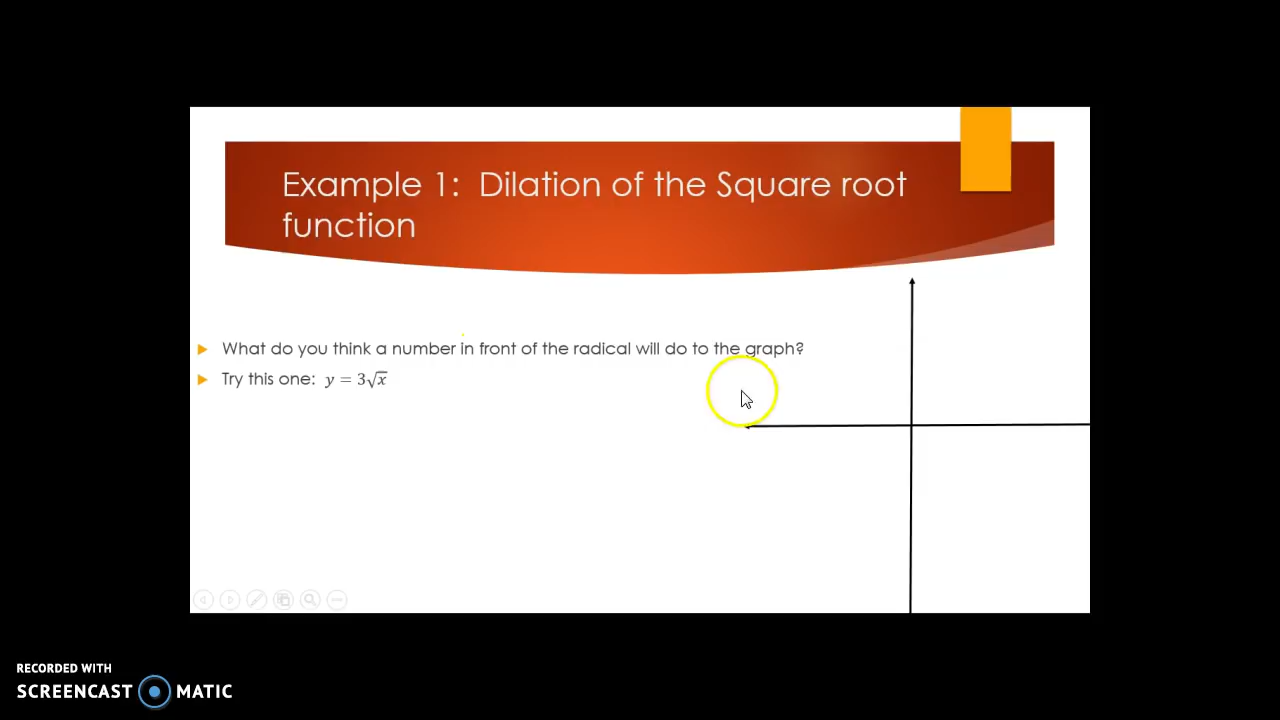 Example 1: Dilation of the Square root
function
What do you think a number in front of the radical will do to the graph?
Try this one: y = 3√x
RECORDED WITH
SCREENCAST MATIC